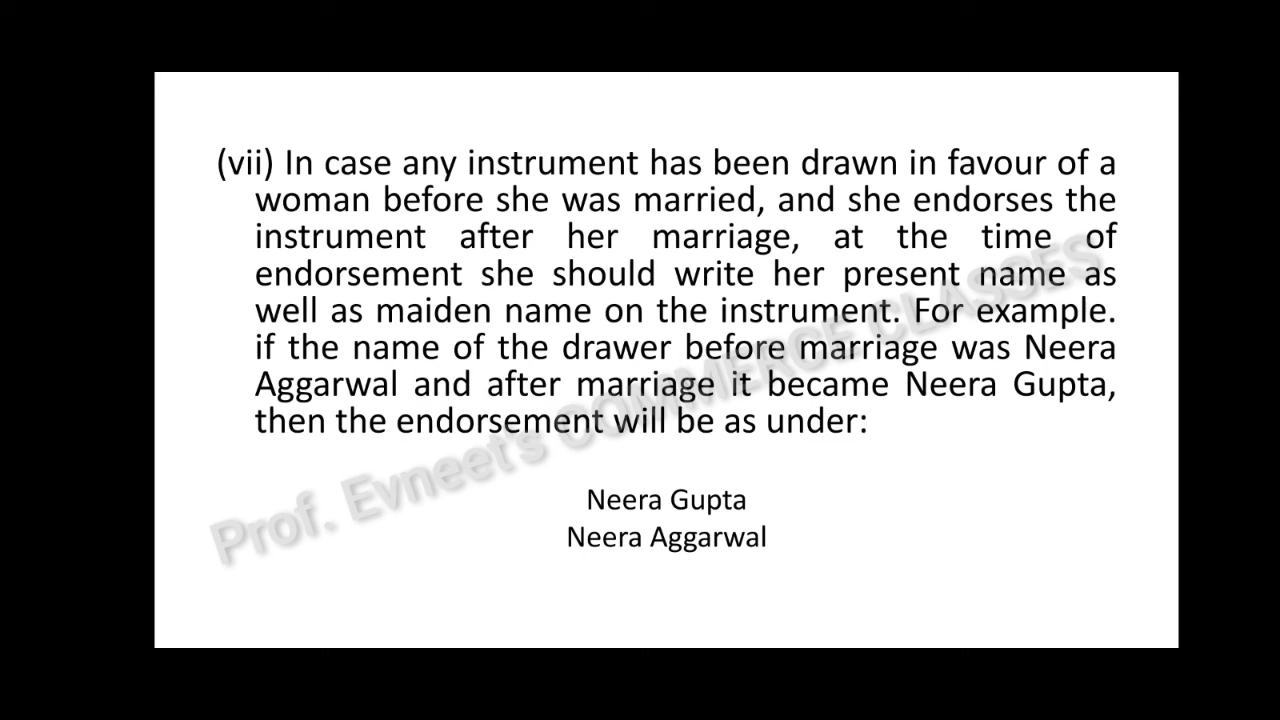 (vii) In case any instrument has been drawn in favour of a
woman before she was married, and she endorses the
instrument after her marriage, at the time of
endorsement she should write her present name as
well as maiden name on the instrument. For example.
if the name of the drawer before marriage was Neera
Aggarwal and after marriage it became Neera Gupta,
then the endorsement will be as under:
Neera Gupta
Neera Aggarwal
Prof. Evneet's COMMERCE CLASSES